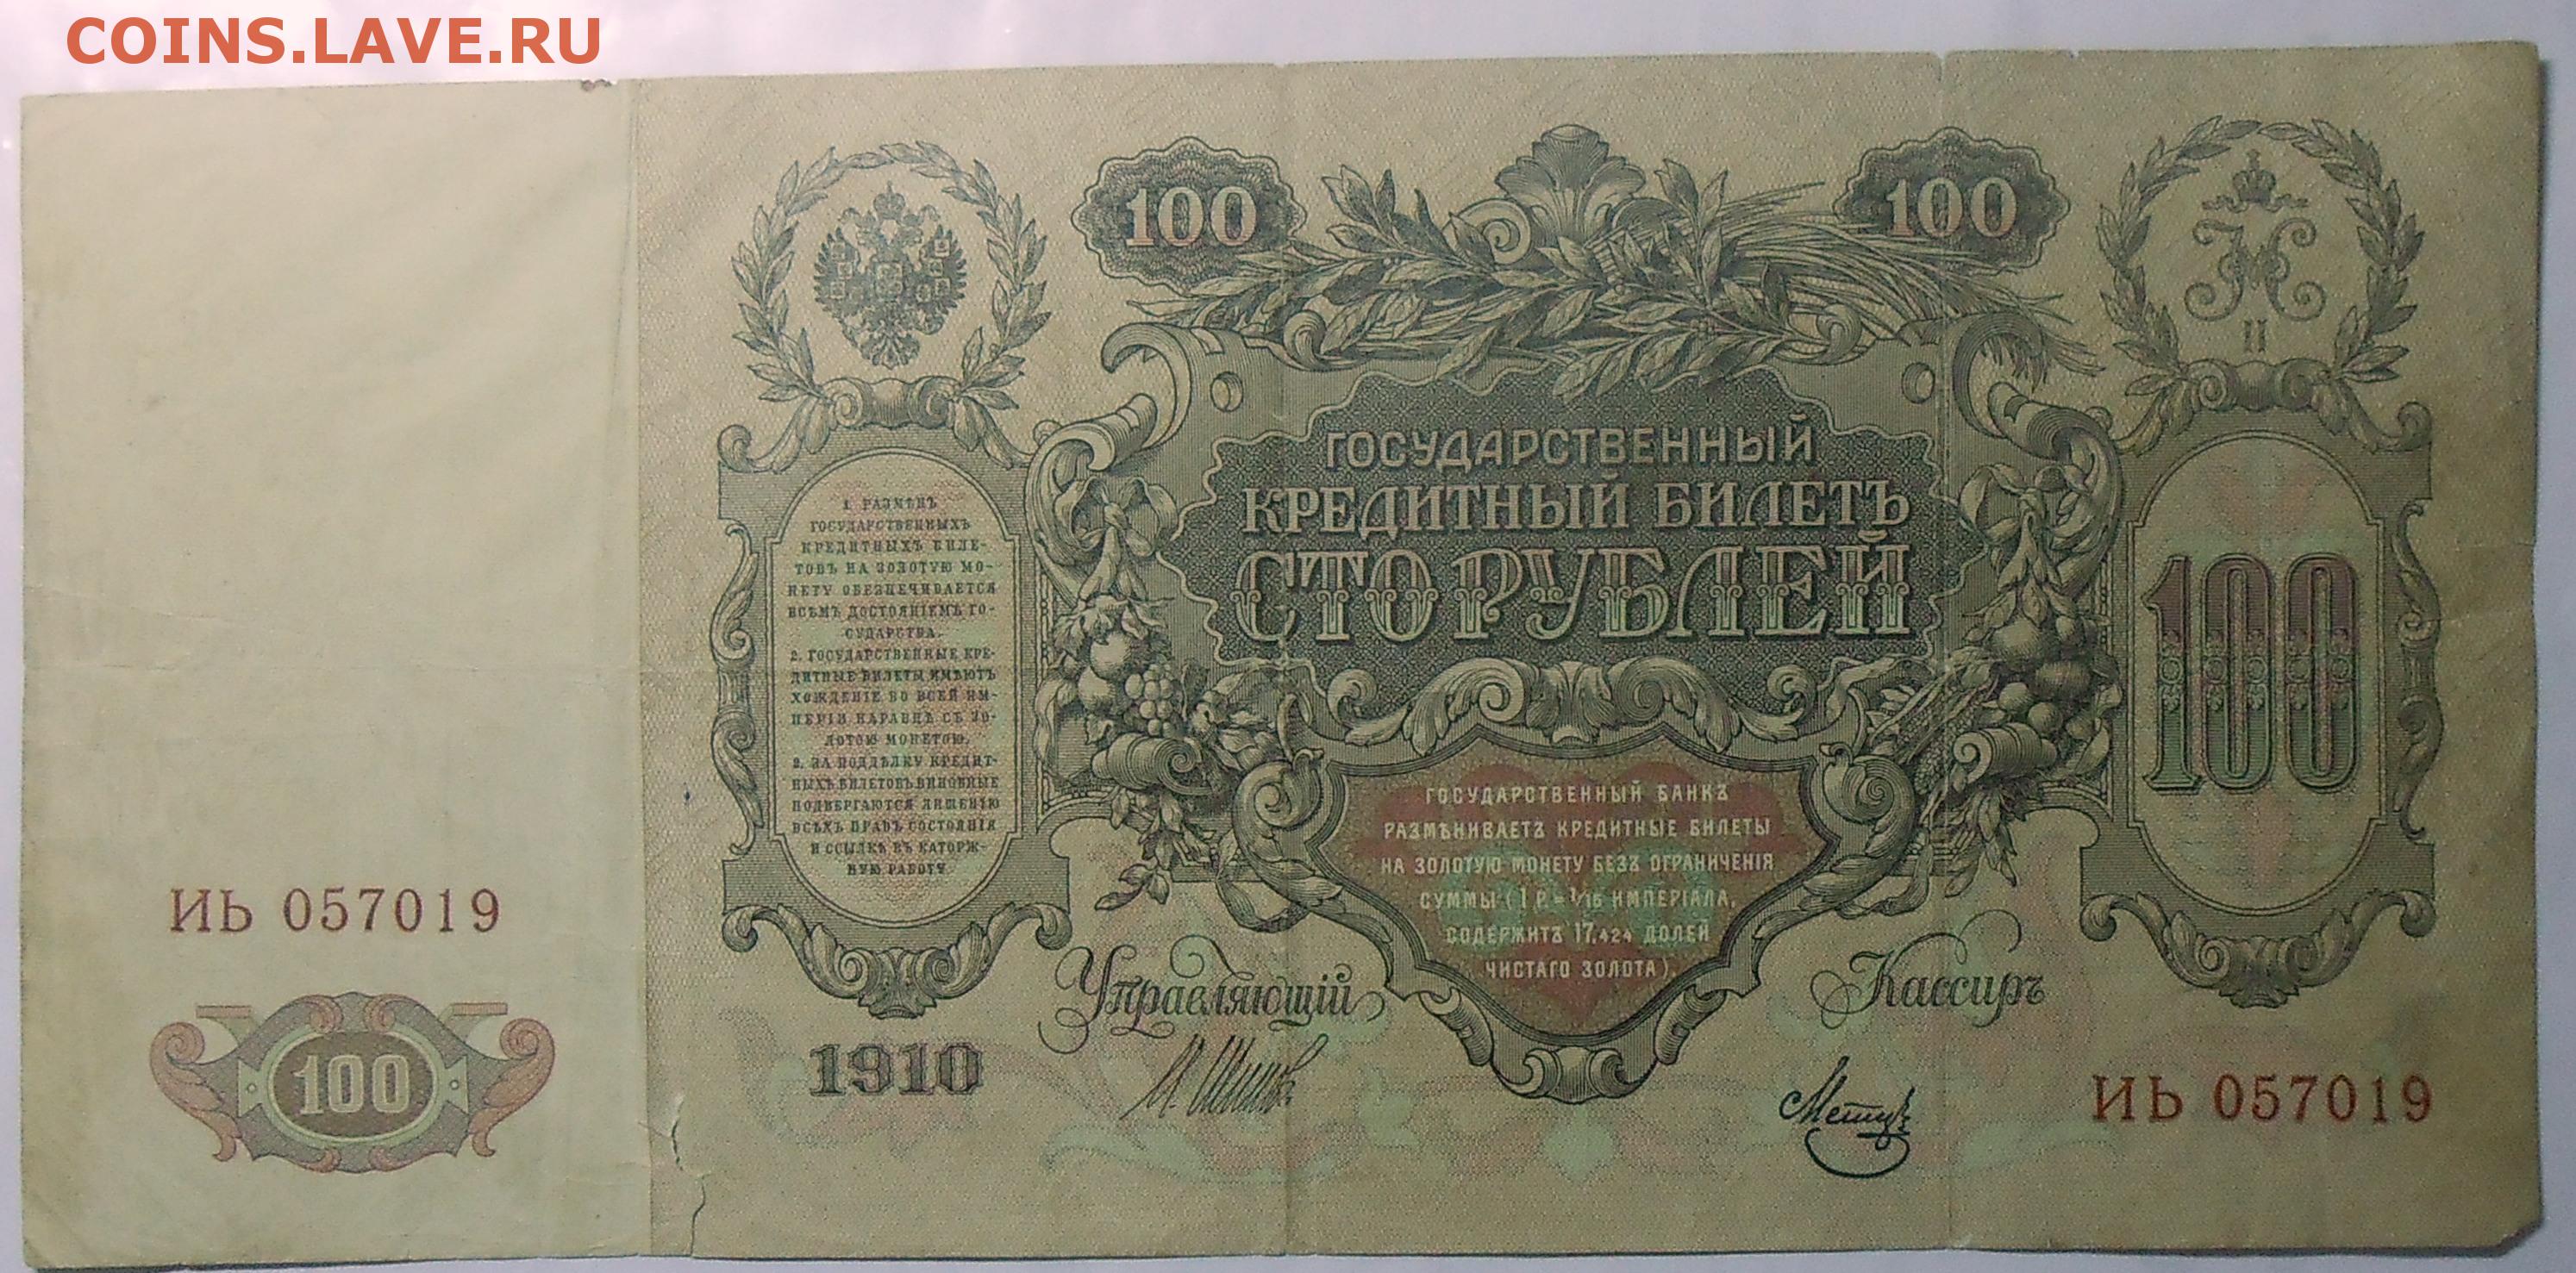 COINS.LAVE.RU
100
100
Н
II
ГОСУДАРСТВЕННЫЙ
КРЕДИТНЫЙ БИЛЕТЪ
СТО РУБЛЕЙ
1. РАЗМѢНЪ
ГОСУДАРСТВЕННЫХЪ
КРЕДИТНЫХЪ БИЛЕ-
ТОВЪ НА ЗОЛОТУЮ МО-
НЕТУ ОБЕЗПЕЧИВАЕТСЯ
ВСѢМЪ ДОСТОЯНІЕМЪ ГО-
СУДАРСТВА.
2. ГОСУДАРСТВЕННЫЕ КРЕ-
ДИТНЫЕ БИЛЕТЫ ИМѢЮТЪ
ХОЖДЕНІЕ ВО ВСЕЙ ИМ-
ПЕРІИ НАРАВНѢ СЪ ЗО-
ЛОТОЮ МОНЕТОЮ.
3. ЗА ПОДДѢЛКУ КРЕДИТ-
НЫХЪ БИЛЕТОВЪ ВИНОВНЫЕ
ПОДВЕРГАЮТСЯ ЛИШЕНІЮ
ВСѢХЪ ПРАВЪ СОСТОЯНІЯ
И ССЫЛКѢ ВЪ КАТОРЖ-
НУЮ РАБОТУ.
100
ГОСУДАРСТВЕННЫЙ БАНКЪ
РАЗМѢНИВАЕТЪ КРЕДИТНЫЕ БИЛЕТЫ
НА ЗОЛОТУЮ МОНЕТУ БЕЗЪ ОГРАНИЧЕНІЯ
СУММЫ (1 Р. = 1/15 ИМПЕРІАЛА,
СОДЕРЖИТЪ 17,424 ДОЛЕЙ
ЧИСТАГО ЗОЛОТА).
ИЬ 057019
100
Управляющій
Кассиръ
1910
И. Шиповъ
Метцъ
ИЬ 057019